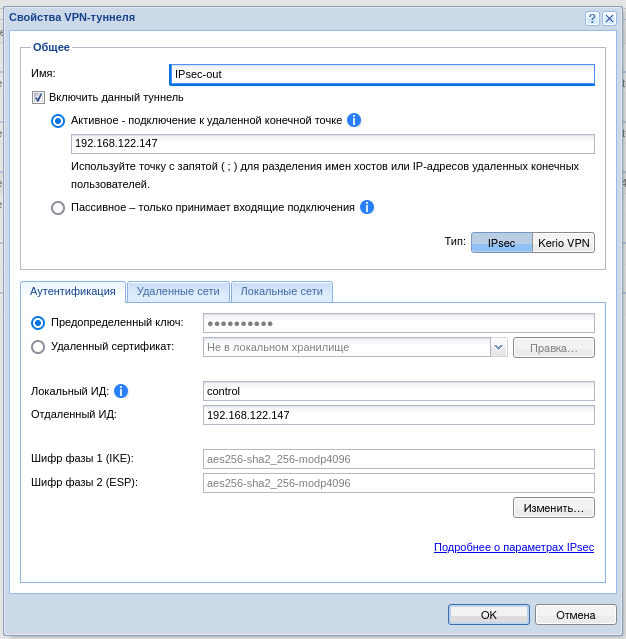 Свойства VPN-туннеля
Общее
Имя: IPsec-out
Включить данный туннель
Активное - подключение к удаленной конечной точке
192.168.122.147
Используйте точку с запятой ( ; ) для разделения имен хостов или IP-адресов удаленных конечных
пользователей.
Пассивное – только принимает входящие подключения
Тип: IPsec Kerio VPN
Аутентификация Удаленные сети Локальные сети
Предопределенный ключ: ●●●●●●●●●●
Удаленный сертификат: Не в локальном хранилище Правка...
Локальный ИД: control
Отдаленный ИД: 192.168.122.147
Шифр фазы 1 (IKE): aes256-sha2_256-modp4096
Шифр фазы 2 (ESP): aes256-sha2_256-modp4096
Изменить...
Подробнее о параметрах IPsec
OK Отмена